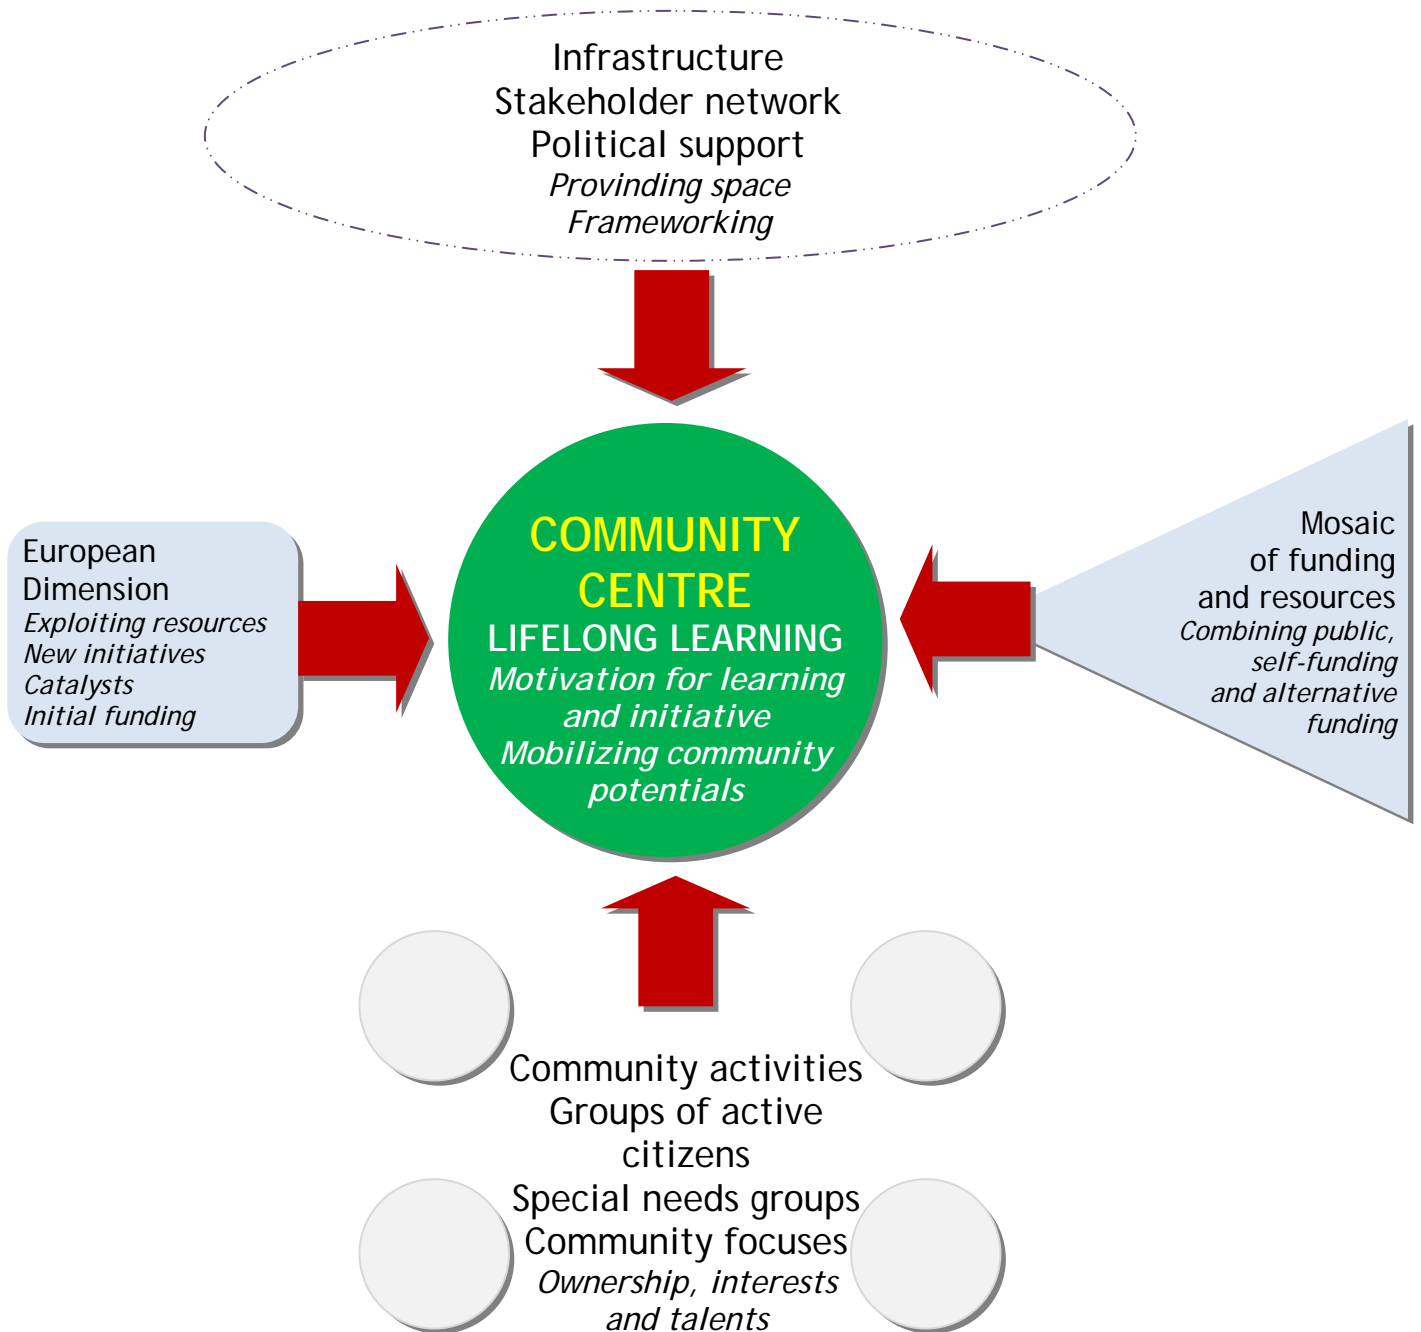 Infrastructure
Stakeholder network
Political support
Provinding space
Frameworking
European
Dimension
Exploiting resources
New initiatives
Catalysts
Initial funding
COMMUNITY
CENTRE
LIFELONG LEARNING
Motivation for learning
and initiative
Mobilizing community
potentials
Mosaic
of funding
and resources
Combining public,
self-funding
and alternative
funding
Community activities
Groups of active
citizens
Special needs groups
Community focuses
Ownership, interests
and talents